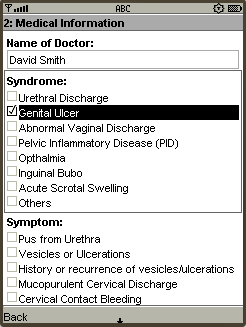 ABC
2: Medical Information
Name of Doctor:
David Smith
Syndrome:
Urethral Discharge
Genital Ulcer
Abnormal Vaginal Discharge
Pelvic Inflammatory Disease (PID)
Opthalmia
Inguinal Bubo
Acute Scrotal Swelling
Others
Symptom:
Pus from Urethra
Vesicles or Ulcerations
History or recurrence of vesicles/ulcerations
Mucopurulent Cervical Discharge
Cervical Contact Bleeding
Back